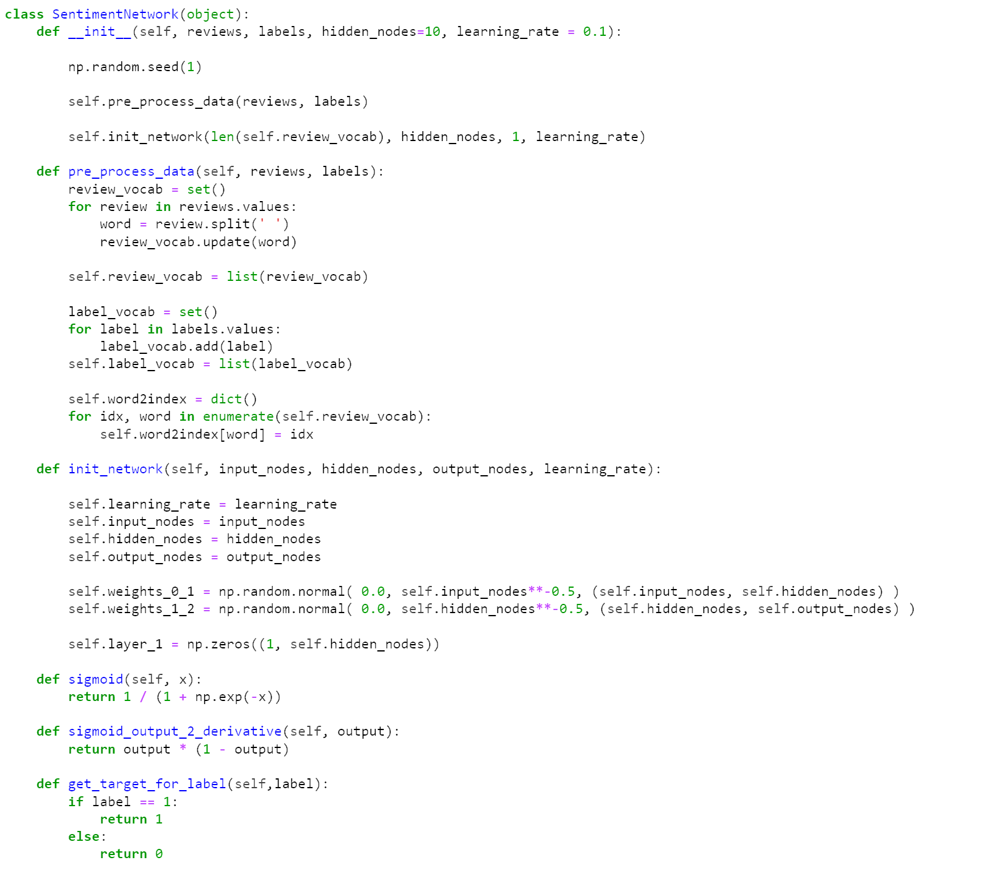 class SentimentNetwork(object):
    def __init__(self, reviews, labels, hidden_nodes=10, learning_rate = 0.1):

        np.random.seed(1)

        self.pre_process_data(reviews, labels)

        self.init_network(len(self.review_vocab), hidden_nodes, 1, learning_rate)

    def pre_process_data(self, reviews, labels):
        review_vocab = set()
        for review in reviews.values:
            word = review.split(' ')
            review_vocab.update(word)

        self.review_vocab = list(review_vocab)

        label_vocab = set()
        for label in labels.values:
            label_vocab.add(label)
        self.label_vocab = list(label_vocab)

        self.word2index = dict()
        for idx, word in enumerate(self.review_vocab):
            self.word2index[word] = idx

    def init_network(self, input_nodes, hidden_nodes, output_nodes, learning_rate):

        self.learning_rate = learning_rate
        self.input_nodes = input_nodes
        self.hidden_nodes = hidden_nodes
        self.output_nodes = output_nodes

        self.weights_0_1 = np.random.normal( 0.0, self.input_nodes**-0.5, (self.input_nodes, self.hidden_nodes) )
        self.weights_1_2 = np.random.normal( 0.0, self.hidden_nodes**-0.5, (self.hidden_nodes, self.output_nodes) )

        self.layer_1 = np.zeros((1, self.hidden_nodes))

    def sigmoid(self, x):
        return 1 / (1 + np.exp(-x))

    def sigmoid_output_2_derivative(self, output):
        return output * (1 - output)

    def get_target_for_label(self,label):
        if label == 1:
            return 1
        else:
            return 0